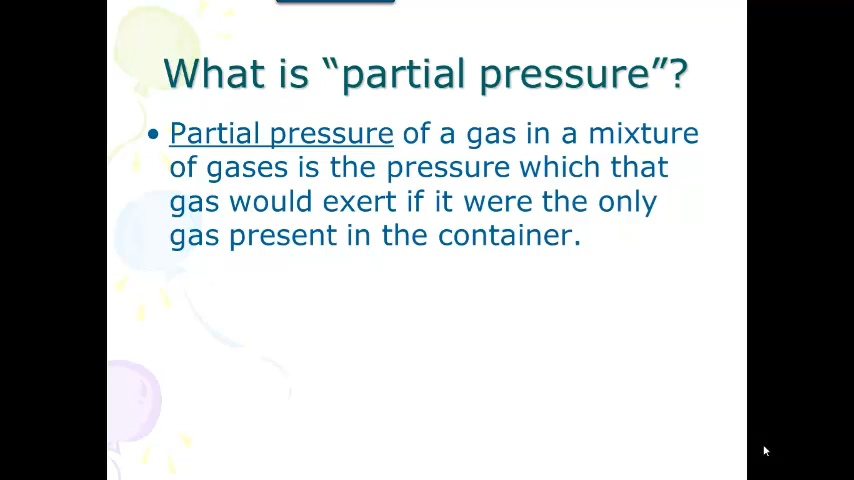 What is “partial pressure”?
• Partial pressure of a gas in a mixture
of gases is the pressure which that
gas would exert if it were the only
gas present in the container.